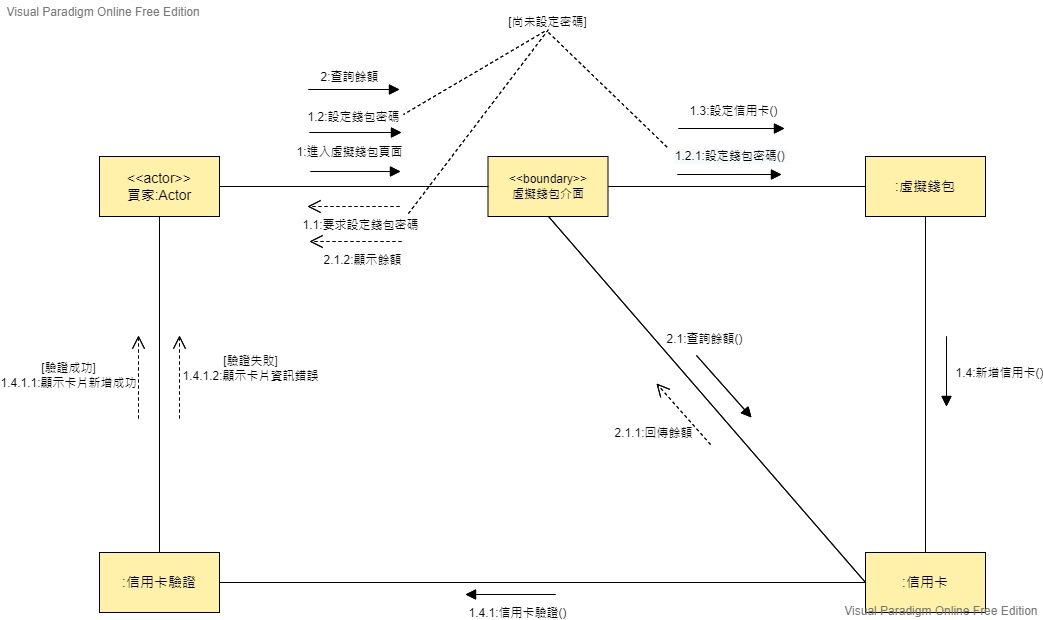 Visual Paradigm Online Free Edition
[尚未設定密碼]
2:查詢餘額
1.2:設定錢包密碼
1.3:設定信用卡()
1:進入虛擬錢包頁面
1.2.1:設定錢包密碼()
<<actor>>
買家:Actor
<<boundary>>
虛擬錢包介面
:虛擬錢包
1.1:要求設定錢包密碼
2.1.2:顯示餘額
2.1:查詢餘額()
[驗證成功]
1.4.1.1:顯示卡片新增成功
[驗證失敗]
1.4.1.2:顯示卡片資訊錯誤
1.4:新增信用卡()
2.1.1:回傳餘額
:信用卡驗證
:信用卡
1.4.1:信用卡驗證()
Visual Paradigm Online Free Edition